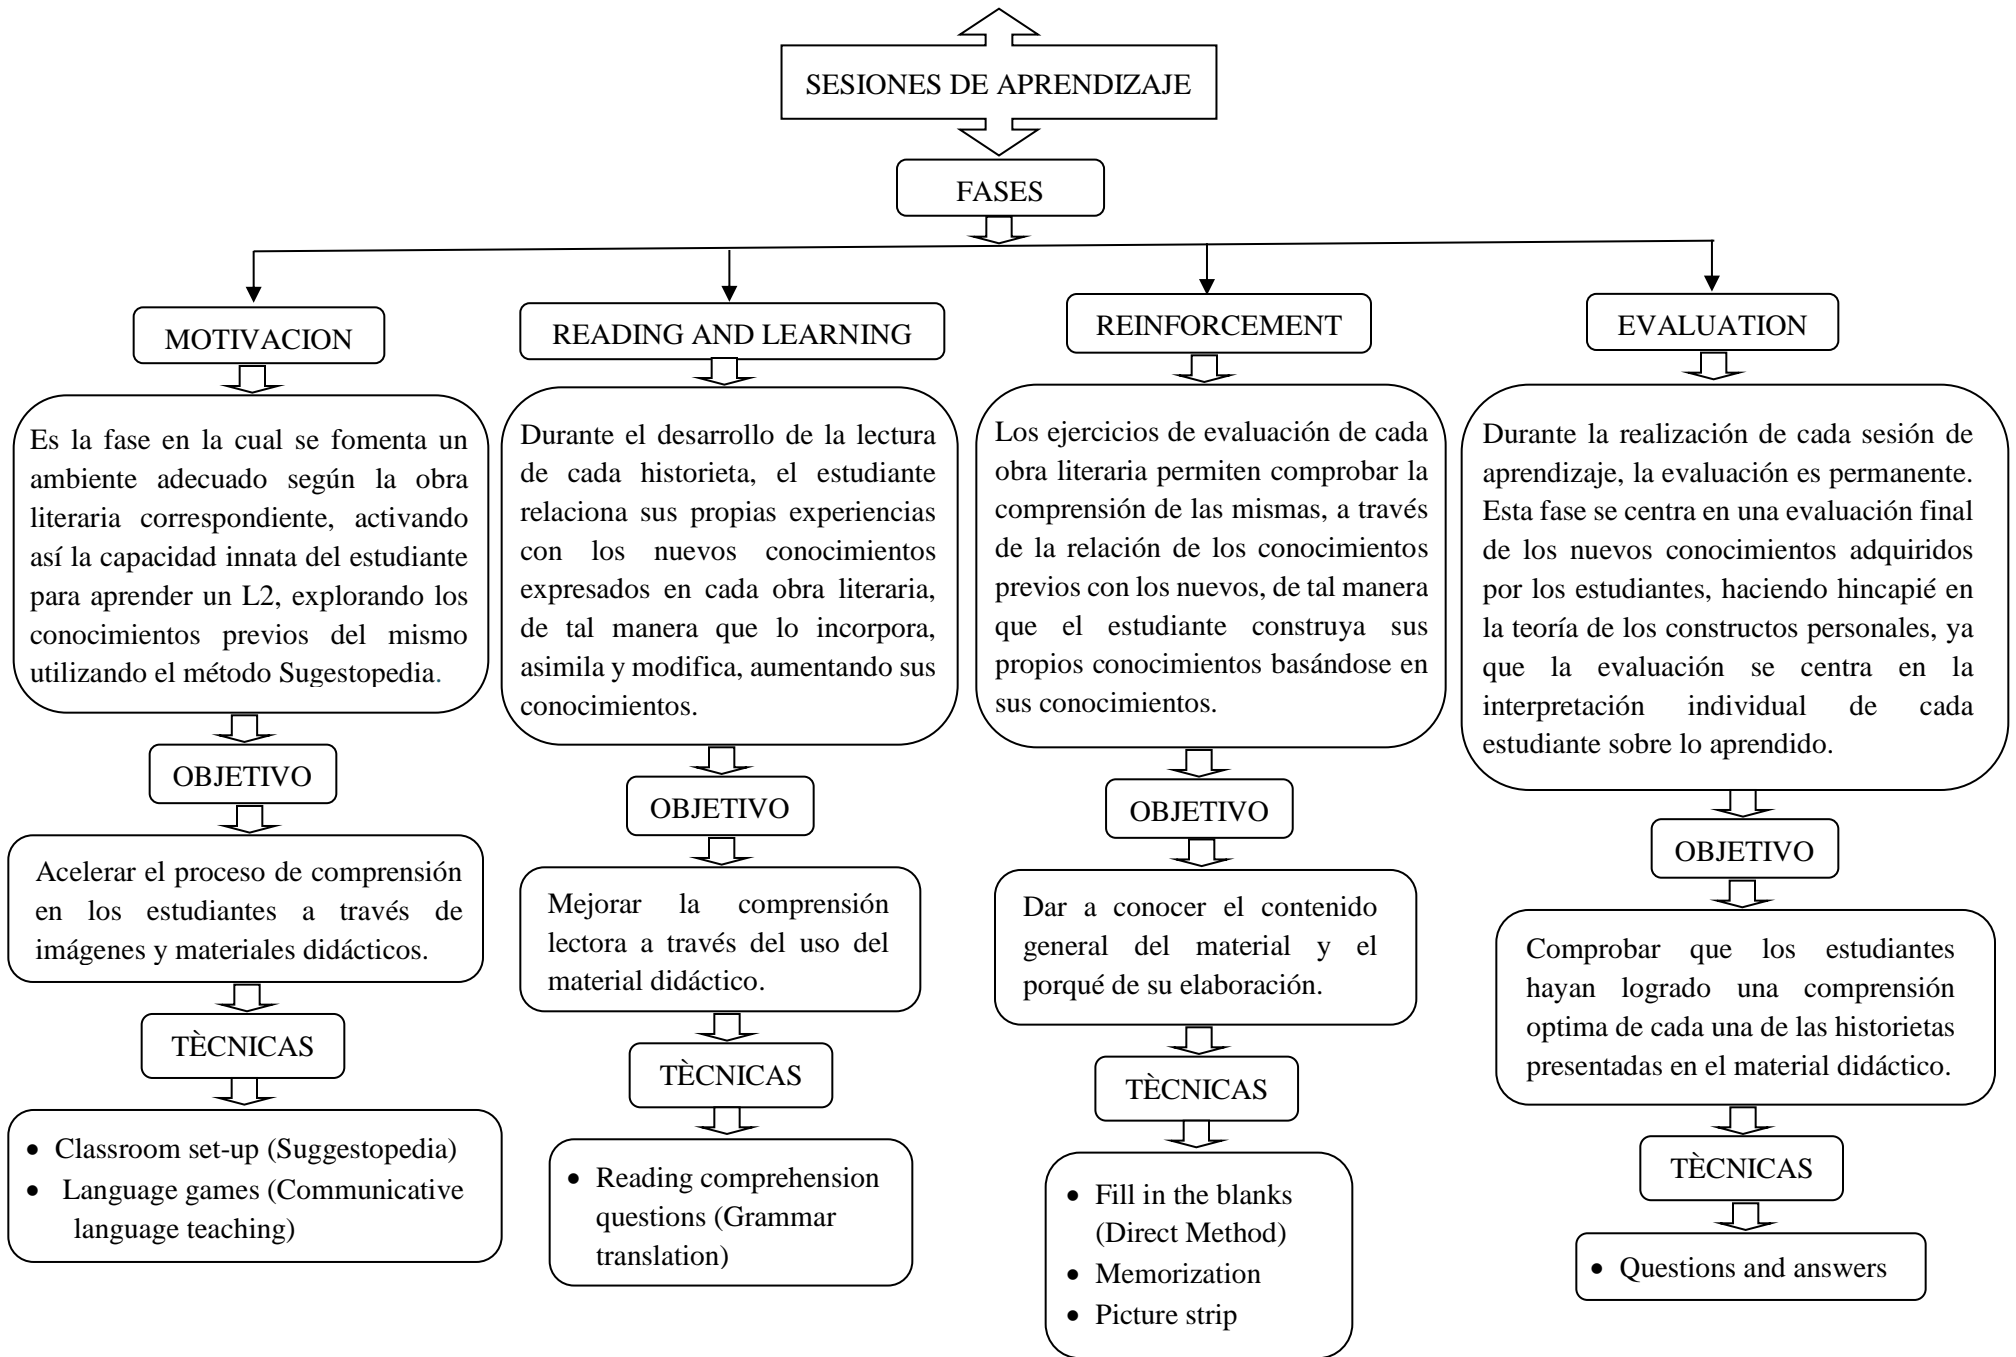 SESIONES DE APRENDIZAJE
FASES
MOTIVACION
Es la fase en la cual se fomenta un
ambiente adecuado según la obra
literaria correspondiente, activando
así la capacidad innata del estudiante
para aprender un L2, explorando los
conocimientos previos del mismo
utilizando el método Sugestopedia.
OBJETIVO
Acelerar el proceso de comprensión
en los estudiantes a través de
imágenes y materiales didácticos.
TÈCNICAS
• Classroom set-up (Suggestopedia)
• Language games (Communicative
language teaching)
READING AND LEARNING
Durante el desarrollo de la lectura
de cada historieta, el estudiante
relaciona sus propias experiencias
con los nuevos conocimientos
expresados en cada obra literaria,
de tal manera que lo incorpora,
asimila y modifica, aumentando sus
conocimientos.
OBJETIVO
Mejorar la comprensión
lectora a través del uso del
material didáctico.
TÈCNICAS
• Reading comprehension
questions (Grammar
translation)
REINFORCEMENT
Los ejercicios de evaluación de cada
obra literaria permiten comprobar la
comprensión de las mismas, a través
de la relación de los conocimientos
previos con los nuevos, de tal manera
que el estudiante construya sus
propios conocimientos basándose en
sus conocimientos.
OBJETIVO
Dar a conocer el contenido
general del material y el
porqué de su elaboración.
TÈCNICAS
• Fill in the blanks
(Direct Method)
• Memorization
• Picture strip
EVALUATION
Durante la realización de cada sesión de
aprendizaje, la evaluación es permanente.
Esta fase se centra en una evaluación final
de los nuevos conocimientos adquiridos
por los estudiantes, haciendo hincapié en
la teoría de los constructos personales, ya
que la evaluación se centra en la
interpretación individual de cada
estudiante sobre lo aprendido.
OBJETIVO
Comprobar que los estudiantes
hayan logrado una comprensión
optima de cada una de las historietas
presentadas en el material didáctico.
TÈCNICAS
• Questions and answers